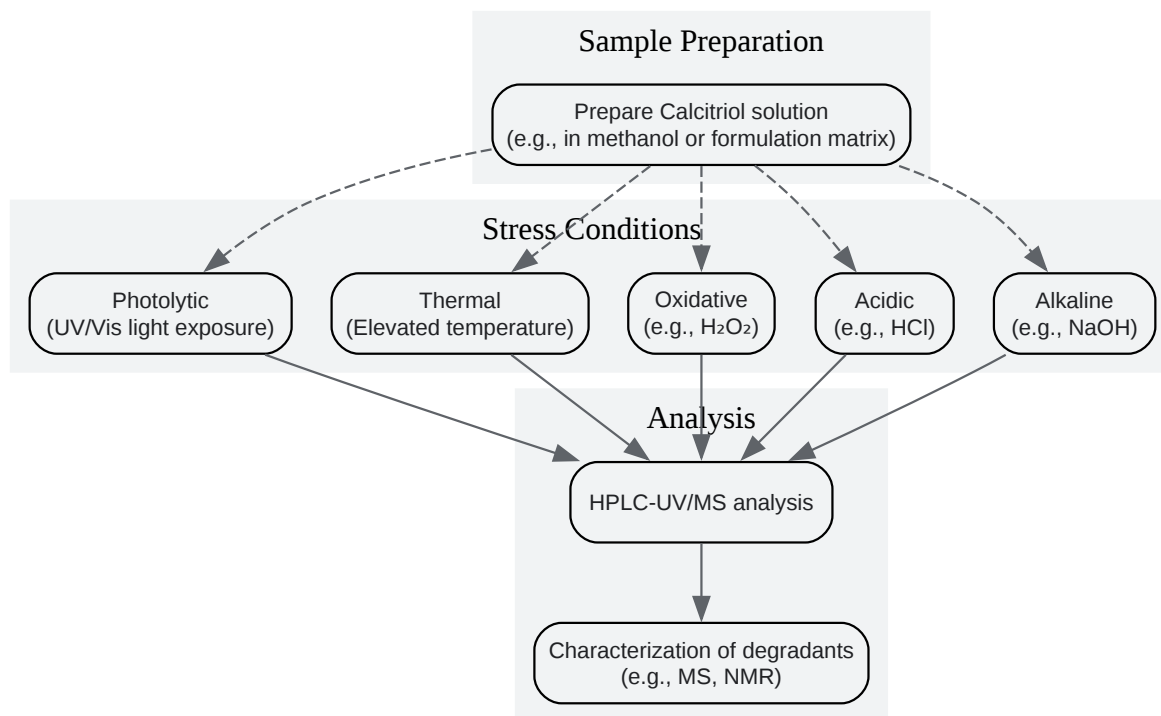 Sample Preparation
Prepare Calcitriol solution
(e.g., in methanol or formulation matrix)
Stress Conditions
Photolytic
(UV/Vis light exposure)
Thermal
(Elevated temperature)
Oxidative
(e.g., H₂O₂)
Acidic
(e.g., HCl)
Alkaline
(e.g., NaOH)
Analysis
HPLC-UV/MS analysis
Characterization of degradants
(e.g., MS, NMR)